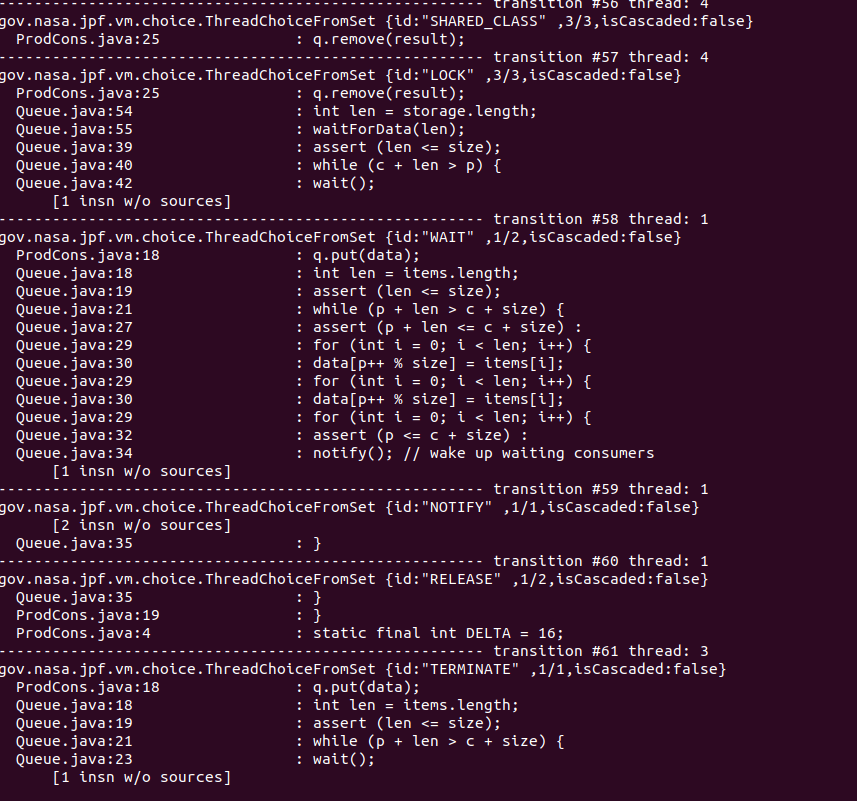 ------------------------------------------------------ transition #56 thread: 4
gov.nasa.jpf.vm.choice.ThreadChoiceFromSet {id:"SHARED_CLASS" ,3/3,isCascaded:false}
  ProdCons.java:25               : q.remove(result);
------------------------------------------------------ transition #57 thread: 4
gov.nasa.jpf.vm.choice.ThreadChoiceFromSet {id:"LOCK" ,3/3,isCascaded:false}
  ProdCons.java:25               : q.remove(result);
  Queue.java:54                  : int len = storage.length;
  Queue.java:55                  : waitForData(len);
  Queue.java:39                  : assert (len <= size);
  Queue.java:40                  : while (c + len > p) {
  Queue.java:42                  : wait();
      [1 insn w/o sources]
------------------------------------------------------ transition #58 thread: 1
gov.nasa.jpf.vm.choice.ThreadChoiceFromSet {id:"WAIT" ,1/2,isCascaded:false}
  ProdCons.java:18               : q.put(data);
  Queue.java:18                  : int len = items.length;
  Queue.java:19                  : assert (len <= size);
  Queue.java:21                  : while (p + len > c + size) {
  Queue.java:27                  : assert (p + len <= c + size) :
  Queue.java:29                  : for (int i = 0; i < len; i++) {
  Queue.java:30                  : data[p++ % size] = items[i];
  Queue.java:29                  : for (int i = 0; i < len; i++) {
  Queue.java:30                  : data[p++ % size] = items[i];
  Queue.java:29                  : for (int i = 0; i < len; i++) {
  Queue.java:32                  : assert (p <= c + size) :
  Queue.java:34                  : notify(); // wake up waiting consumers
      [1 insn w/o sources]
------------------------------------------------------ transition #59 thread: 1
gov.nasa.jpf.vm.choice.ThreadChoiceFromSet {id:"NOTIFY" ,1/1,isCascaded:false}
      [2 insn w/o sources]
  Queue.java:35                  : }
------------------------------------------------------ transition #60 thread: 1
gov.nasa.jpf.vm.choice.ThreadChoiceFromSet {id:"RELEASE" ,1/2,isCascaded:false}
  Queue.java:35                  : }
  ProdCons.java:19               : }
  ProdCons.java:4                : static final int DELTA = 16;
------------------------------------------------------ transition #61 thread: 3
gov.nasa.jpf.vm.choice.ThreadChoiceFromSet {id:"TERMINATE" ,1/1,isCascaded:false}
  ProdCons.java:18               : q.put(data);
  Queue.java:18                  : int len = items.length;
  Queue.java:19                  : assert (len <= size);
  Queue.java:21                  : while (p + len > c + size) {
  Queue.java:23                  : wait();
      [1 insn w/o sources]